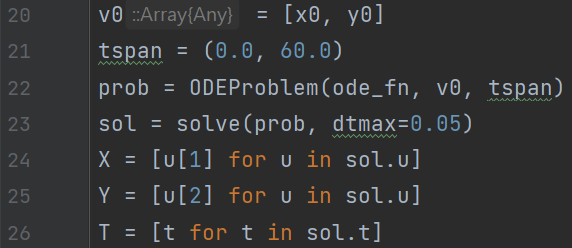 20 v0 ::Array{Any} = [x0, y0]
21 tspan = (0.0, 60.0)
22 prob = ODEProblem(ode_fn, v0, tspan)
23 sol = solve(prob, dtmax=0.05)
24 X = [u[1] for u in sol.u]
25 Y = [u[2] for u in sol.u]
26 T = [t for t in sol.t]